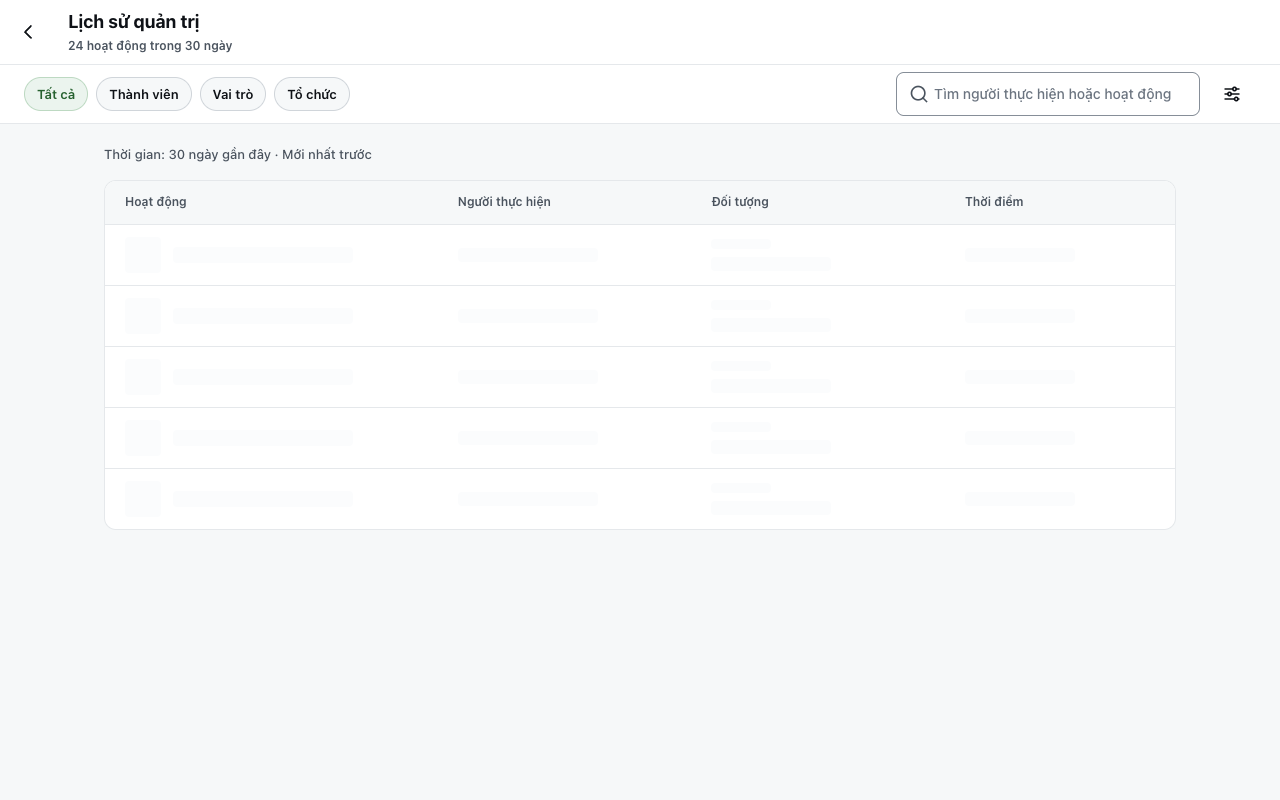 Lịch sử quản trị
24 hoạt động trong 30 ngày
Tất cả
Thành viên
Vai trò
Tổ chức
Tìm người thực hiện hoặc hoạt động
Thời gian: 30 ngày gần đây · Mới nhất trước
Hoạt động
Người thực hiện
Đối tượng
Thời điểm